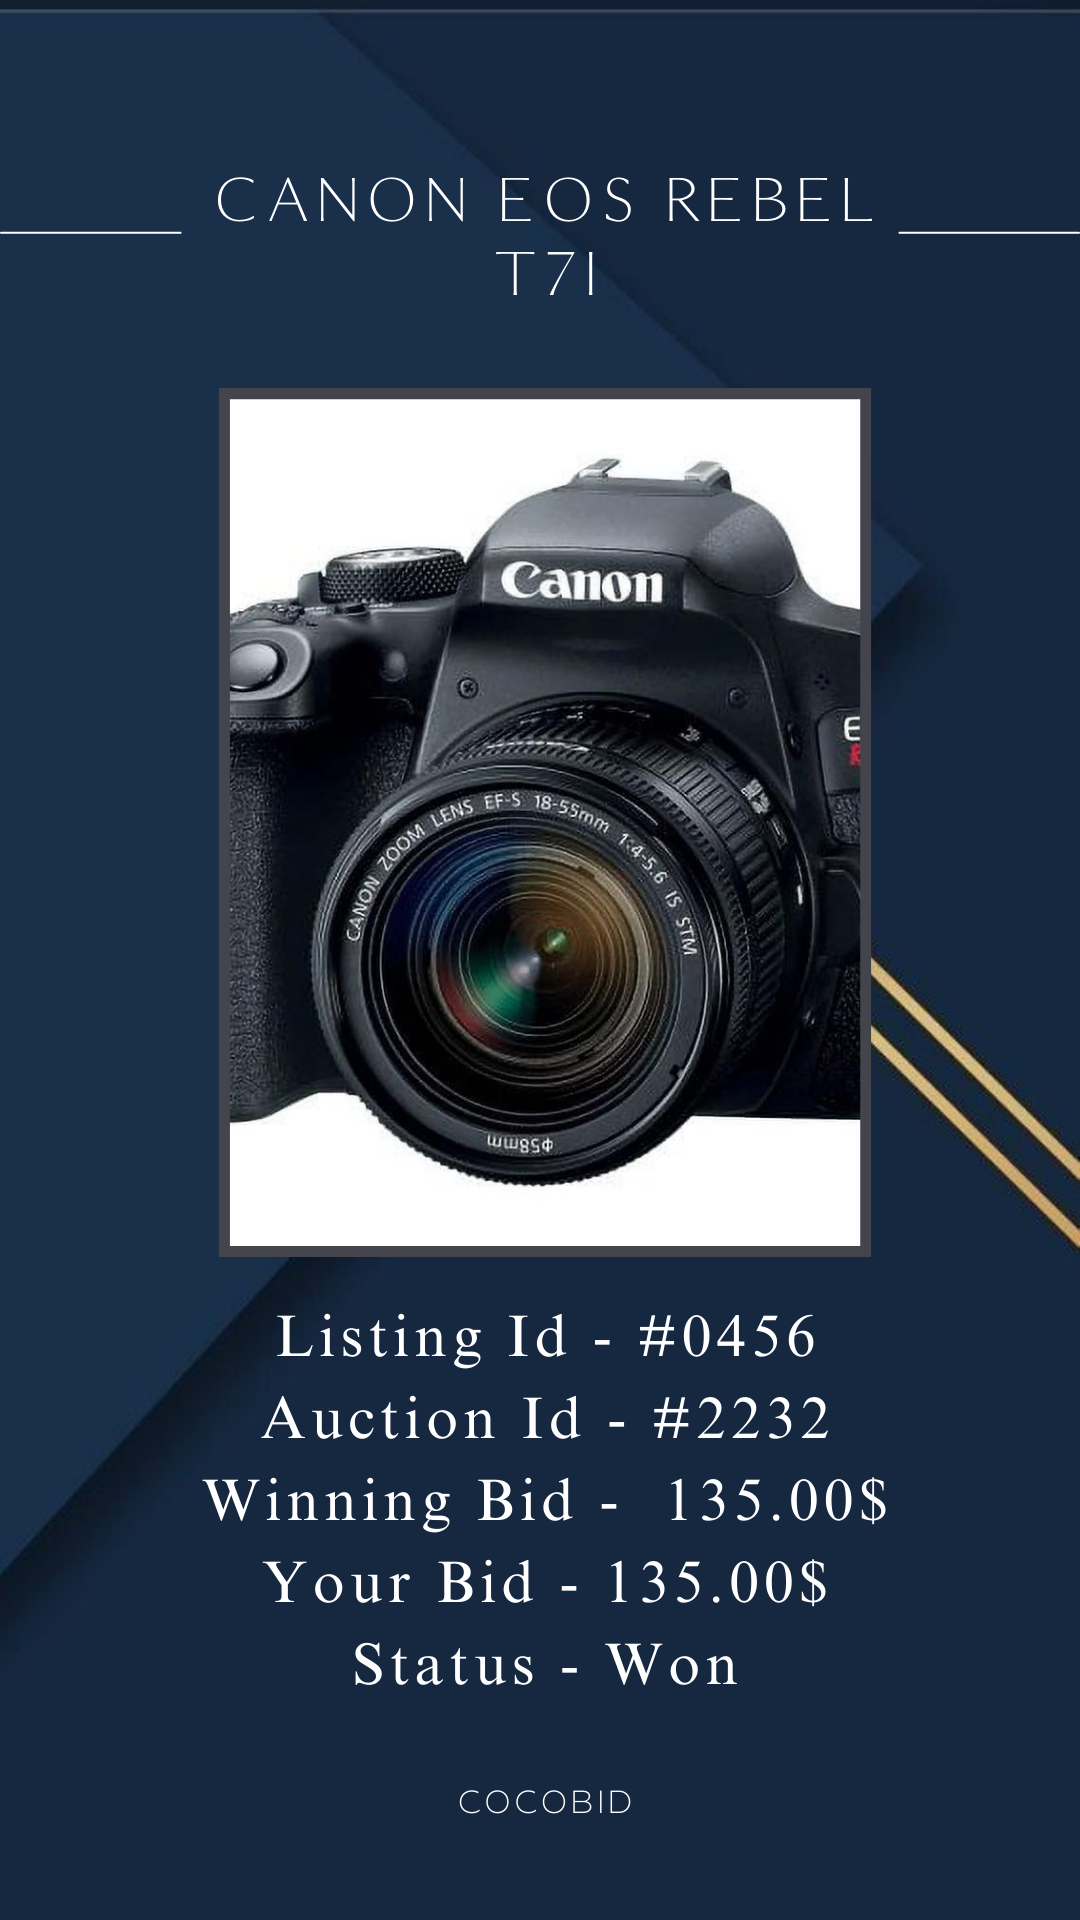 CANON EOS REBEL
T7I
Canon
E
CANON ZOOM LENS EF-S 18-55mm 1:4-5.6 IS STM
Φ58mm
Listing Id - #0456
Auction Id - #2232
Winning Bid - 135.00$
Your Bid - 135.00$
Status - Won
COCOBID